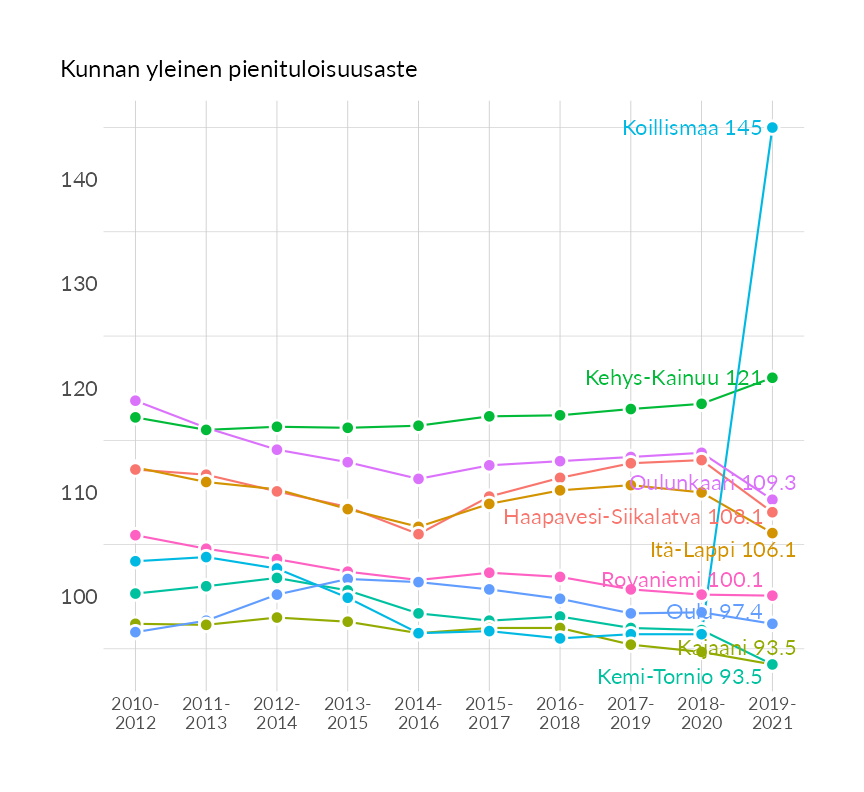 Kunnan yleinen pienituloisuusaste
Koillismaa 145
140
130
Kehys-Kainuu 121
120
Oulunkaari 109.3
110
Haapavesi-Siikalatva 108.1
Itä-Lappi 106.1
Rovaniemi 100.1
100
Oulu 97.4
Kajaani 93.5
Kemi-Tornio 93.5
2010- 2011- 2012- 2013- 2014- 2015- 2016- 2017- 2018- 2019-
2012 2013 2014 2015 2016 2017 2018 2019 2020 2021